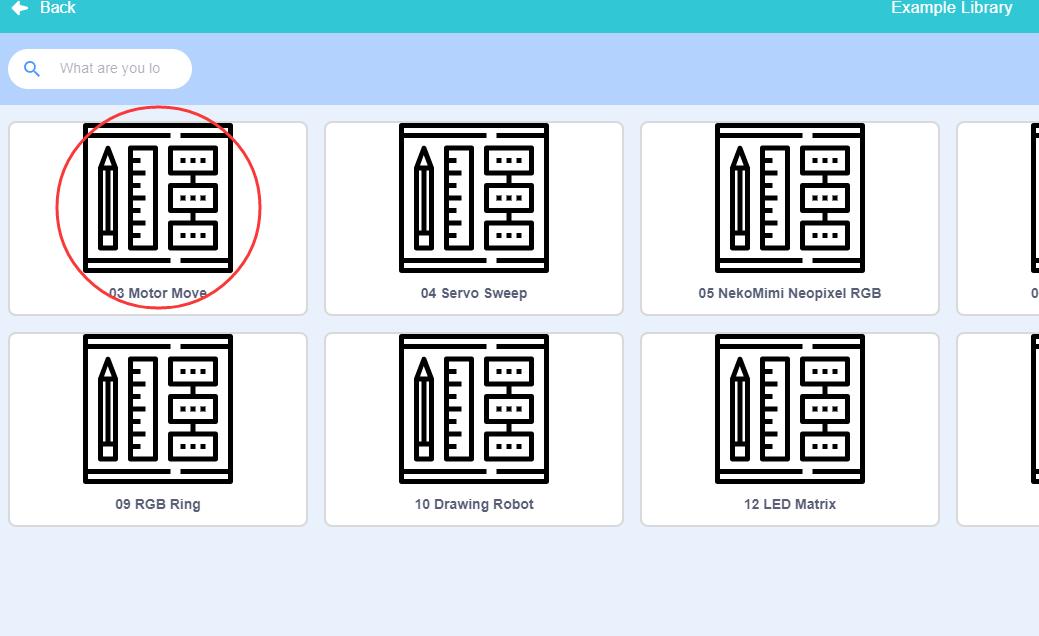 Back
Example Library
What are you lo
03 Motor Move
04 Servo Sweep
05 NekoMimi Neopixel RGB
0
09 RGB Ring
10 Drawing Robot
12 LED Matrix